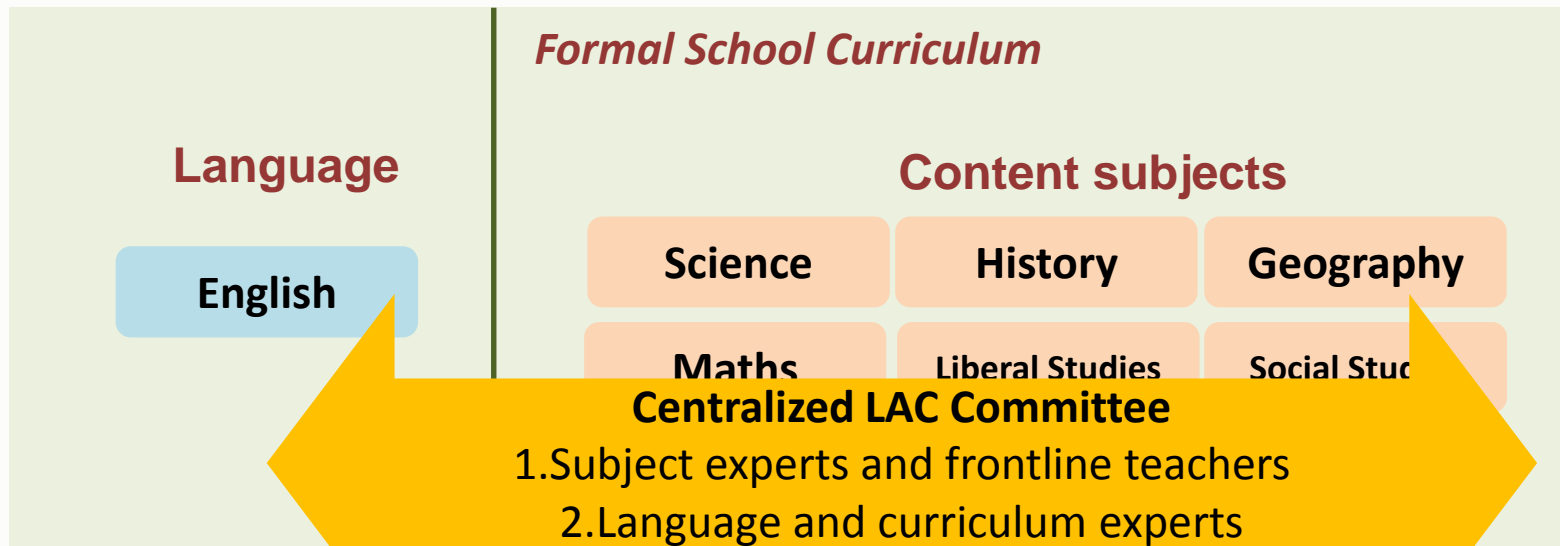 Formal School Curriculum
Language
Content subjects
English
Science
History
Geography
Maths
Liberal Studies
Social
Centralized LAC Committee
1.Subject experts and frontline teachers
2.Language and curriculum experts